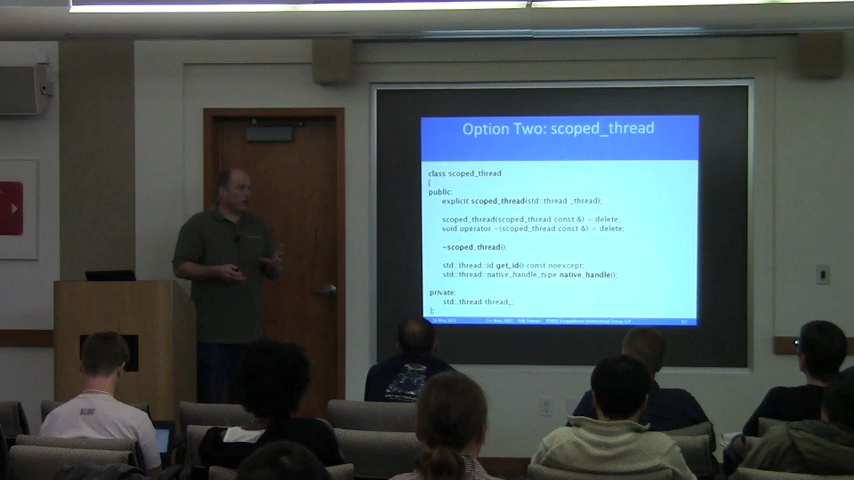 Option Two: scoped_thread
class scoped_thread
{
public:
explicit scoped_thread(std::thread _thread);
scoped_thread(scoped_thread const &) = delete;
void operator =(scoped_thread const &) = delete;
~scoped_thread();
std::thread::id get_id() const noexcept;
std::thread::native_handle_type native_handle();
private:
std::thread thread_;
};